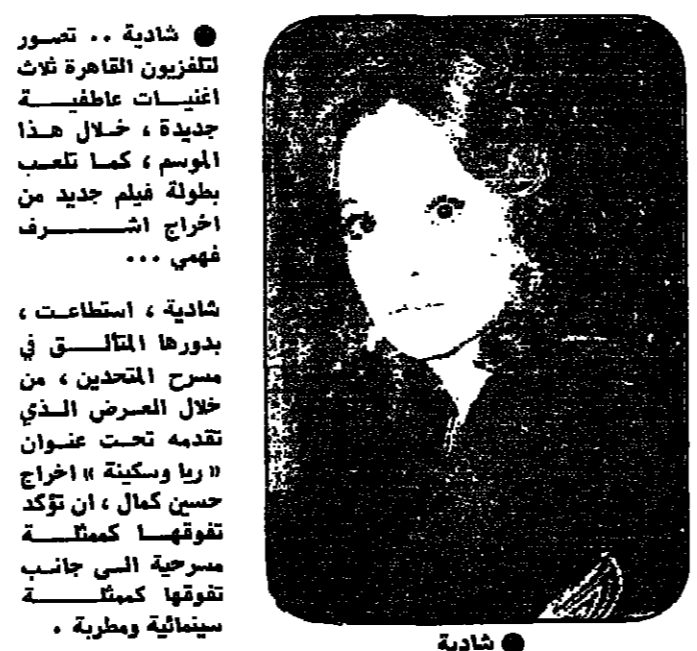 ● شادية .. تصور
لتلفزيون القاهرة ثلاث
اغنيات عاطفية
جديدة ، خلال هذا
الموسم ، كما تلعب
بطولة فيلم جديد من
اخراج اشرف
فهمي ...
شادية ، استطاعت ،
بدورها المتألق في
مسرح المتحدين ، من
خلال العرض الذي
تقدمه تحت عنوان
« ريا وسكينة » اخراج
حسين كمال ، ان تؤكد
تفوقها كممثلة
مسرحية الى جانب
تفوقها كممثلة
سينمائية ومطربة .
● شادية